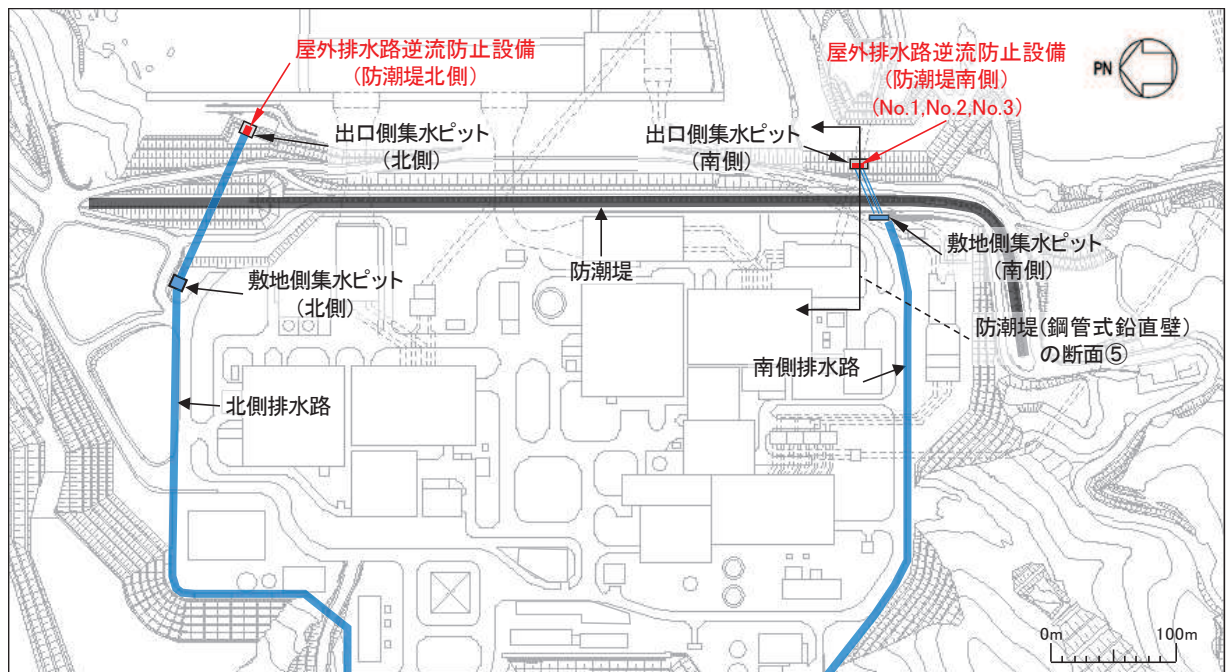 屋外排水路逆流防止設備
(防潮堤北側)
屋外排水路逆流防止設備
(防潮堤南側)
(No.1,No.2,No.3)
PN
出口側集水ピット
(北側)
出口側集水ピット
(南側)
敷地側集水ピット
(北側)
防潮堤
敷地側集水ピット
(南側)
防潮堤(鋼管式鉛直壁)
の断面⑤
北側排水路
南側排水路
0m
100m